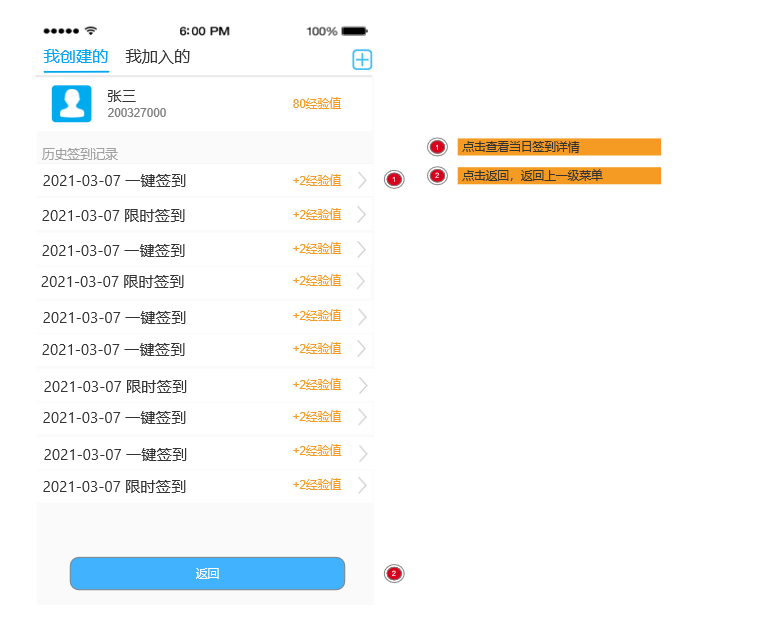 6:00 PM 100%
我创建的 我加入的
张三
200327000
80经验值
历史签到记录
2021-03-07 一键签到 +2经验值 1
2021-03-07 限时签到 +2经验值
2021-03-07 一键签到 +2经验值
2021-03-07 限时签到 +2经验值
2021-03-07 一键签到 +2经验值
2021-03-07 一键签到 +2经验值
2021-03-07 限时签到 +2经验值
2021-03-07 一键签到 +2经验值
2021-03-07 一键签到 +2经验值
2021-03-07 限时签到 +2经验值
返回 2
1 点击查看当日签到详情
2 点击返回，返回上一级菜单